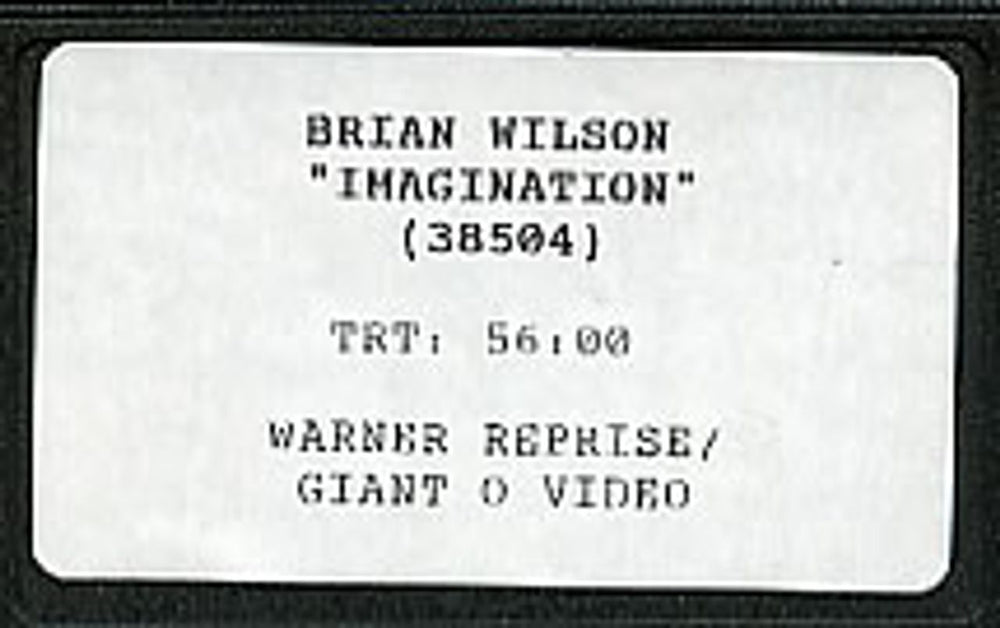 BRIAN WILSON
"IMAGINATION"
(38504)
TRT: 56:00
WARNER REPRISE/
GIANT O VIDEO